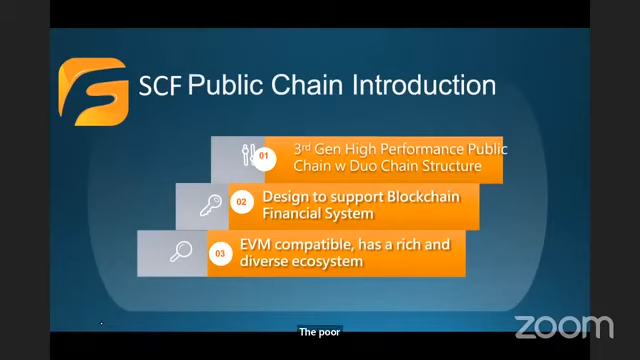 SCF Public Chain Introduction
01
3rd Gen High Performance Public
Chain w Duo Chain Structure
02
Design to support Blockchain
Financial System
03
EVM compatible, has a rich and
diverse ecosystem
The poor
zoom